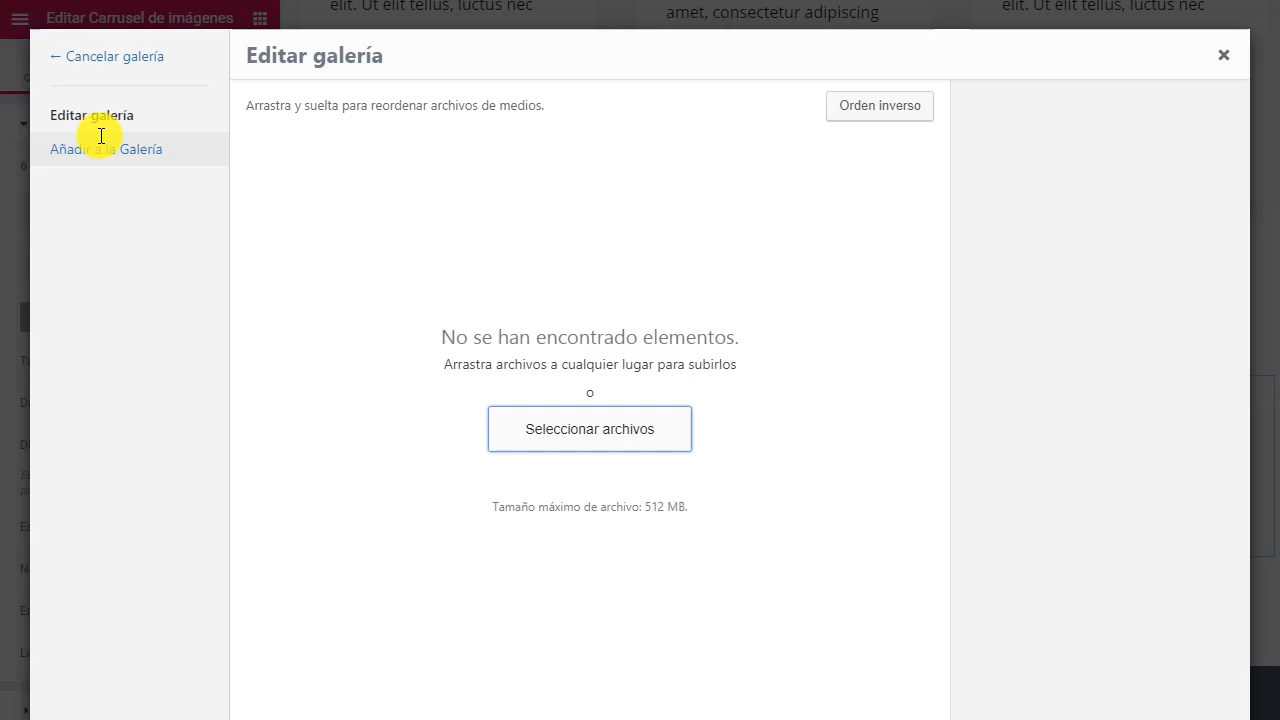 Editar Carrusel de imágenes
elit. Ut elit tellus, luctus nec
amet, consectetur adipiscing
elit. Ut elit tellus, luctus nec
← Cancelar galería
Editar galería
Añadir a la Galería
Editar galería
Arrastra y suelta para reordenar archivos de medios.
Orden inverso
No se han encontrado elementos.
Arrastra archivos a cualquier lugar para subirlos
o
Seleccionar archivos
Tamaño máximo de archivo: 512 MB.